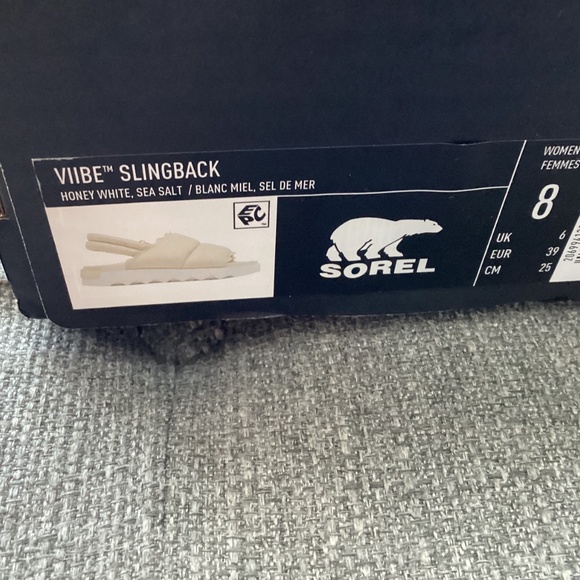 VIIBE™ SLINGBACK
HONEY WHITE, SEA SALT / BLANC MIEL, SEL DE MER
SOREL
WOMEN
FEMMES
8
UK 6
EUR 39
CM 25